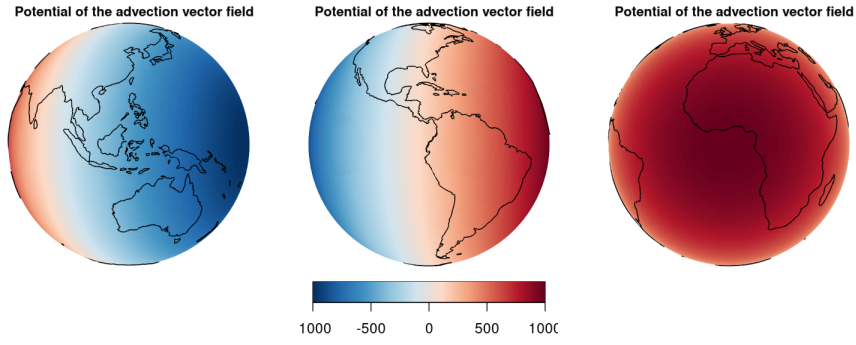 Potential of the advection vector field
Potential of the advection vector field
Potential of the advection vector field
1000 -500 0 500 100